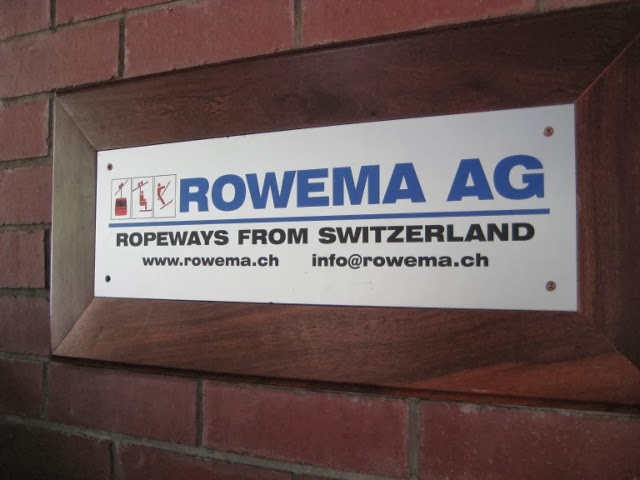 ROWEMA AG
ROPEWAYS FROM SWITZERLAND
www.rowema.ch info@rowema.ch